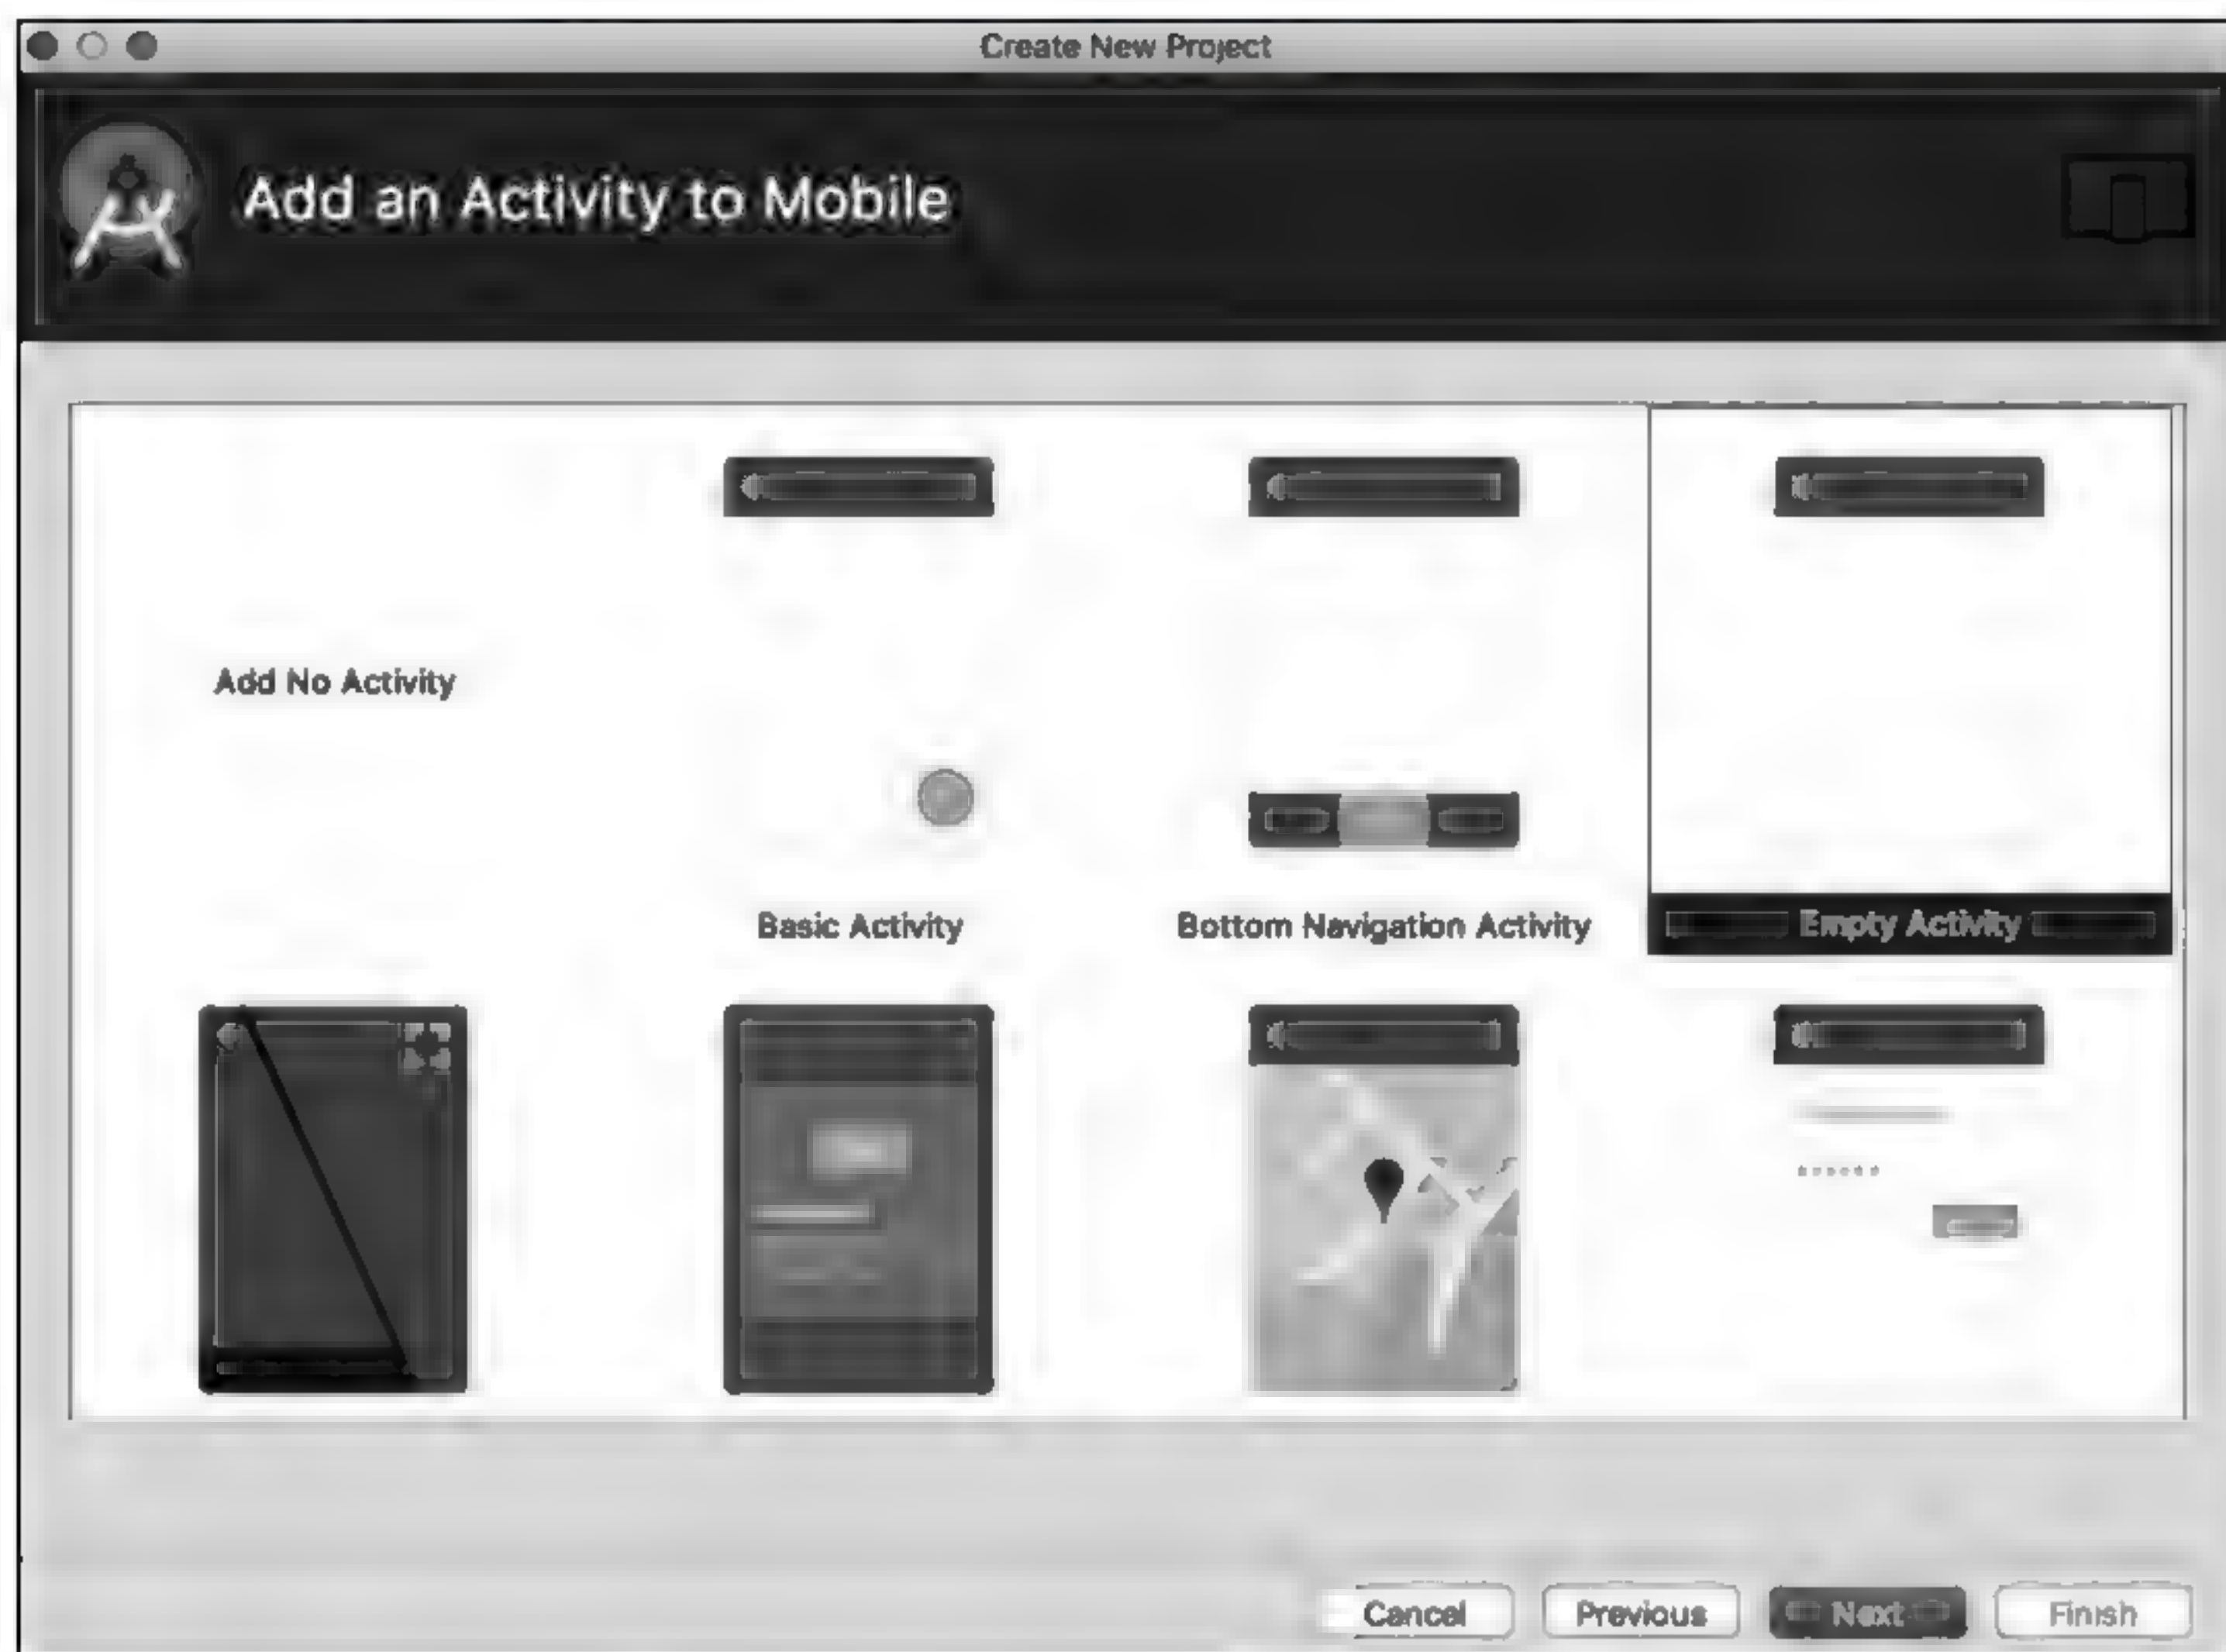 Create New Project
Add an Activity to Mobile
Add No Activity
Basic Activity
Bottom Navigation Activity
Empty Activity
Cancel
Previous
Next
Finish